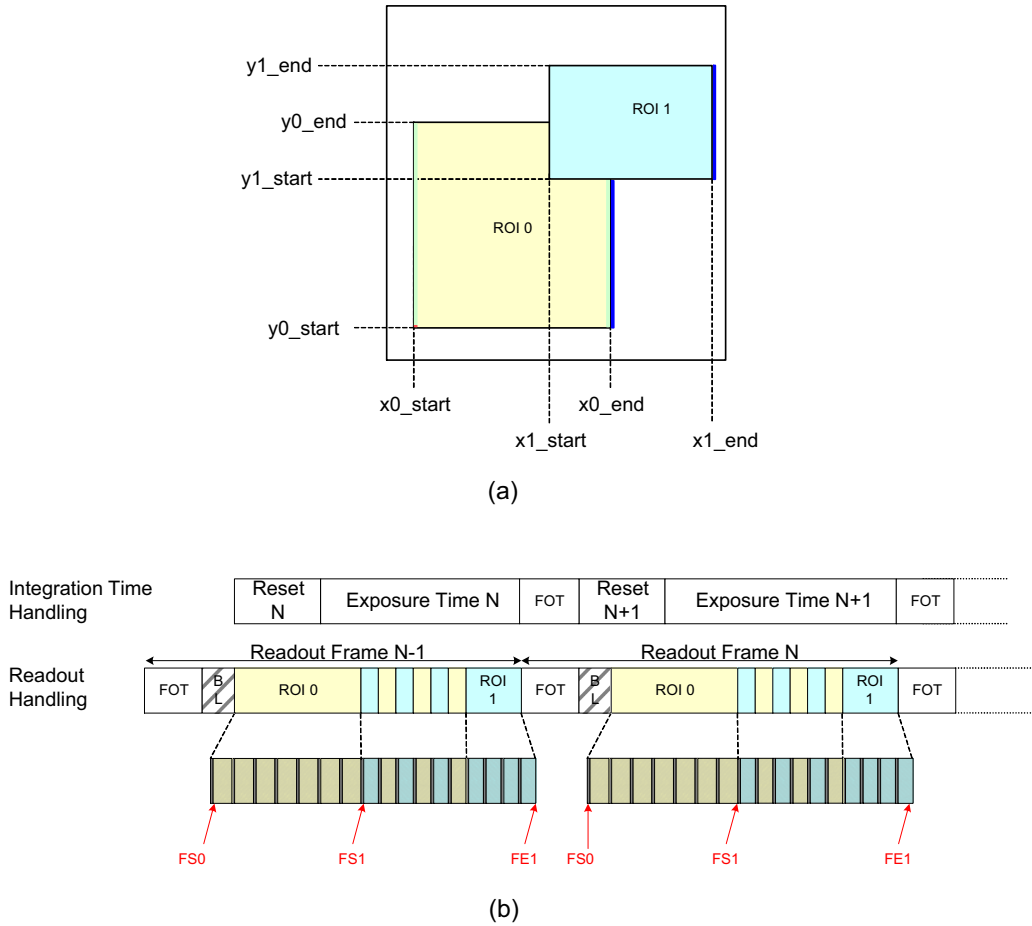 y1_end
ROI 1
y0_end
y1_start
ROI 0
y0_start
x0_start
x0_end
x1_start
x1_end
(a)
Integration Time
Handling
Reset
N
Exposure Time N
FOT
Reset
N+1
Exposure Time N+1
FOT
Readout Frame N-1
Readout Frame N
Readout
Handling
FOT
B
L
ROI 0
ROI
1
FOT
B
L
ROI 0
ROI
1
FOT
FS0
FS1
FE1
FS0
FS1
FE1
(b)